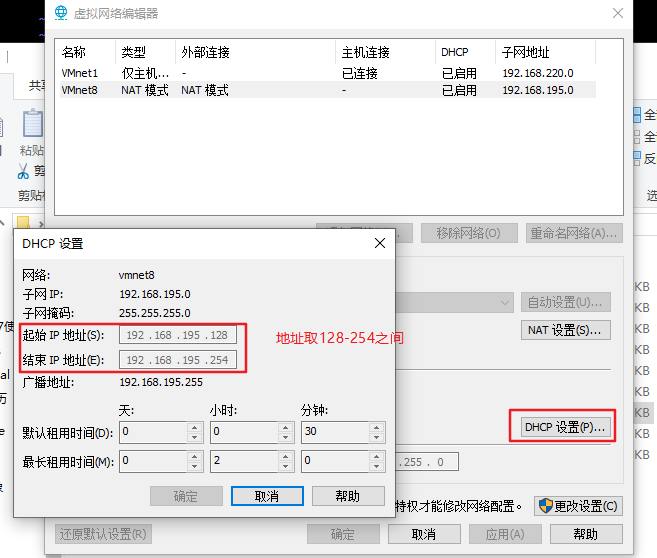 虚拟网络编辑器
名称 类型 外部连接 主机连接 DHCP 子网地址
VMnet1 仅主机... - 已连接 已启用 192.168.220.0
VMnet8 NAT 模式 NAT 模式 - 已启用 192.168.195.0
共享
粘贴
剪
剪贴板
全
全
反
选
移除网络(O) 重命名网络(A)...
自动设置(U)...
NAT 设置(S)...
DHCP 设置(P)...
.255 . 0
DHCP 设置
网络: vmnet8
子网 IP: 192.168.195.0
子网掩码: 255.255.255.0
起始 IP 地址(S): 192 .168 .195 .128
地址取128-254之间
结束 IP 地址(E): 192 .168 .195 .254
广播地址: 192.168.195.255
天: 小时: 分钟:
默认租用时间(D): 0 0 30
最长租用时间(M): 0 2 0
确定 取消 帮助
特权才能修改网络配置。 更改设置(C)
还原默认设置(R) 确定 取消 应用(A) 帮助
KB
KB
KB
KB
KB
KB
KB
7使
al
历
e